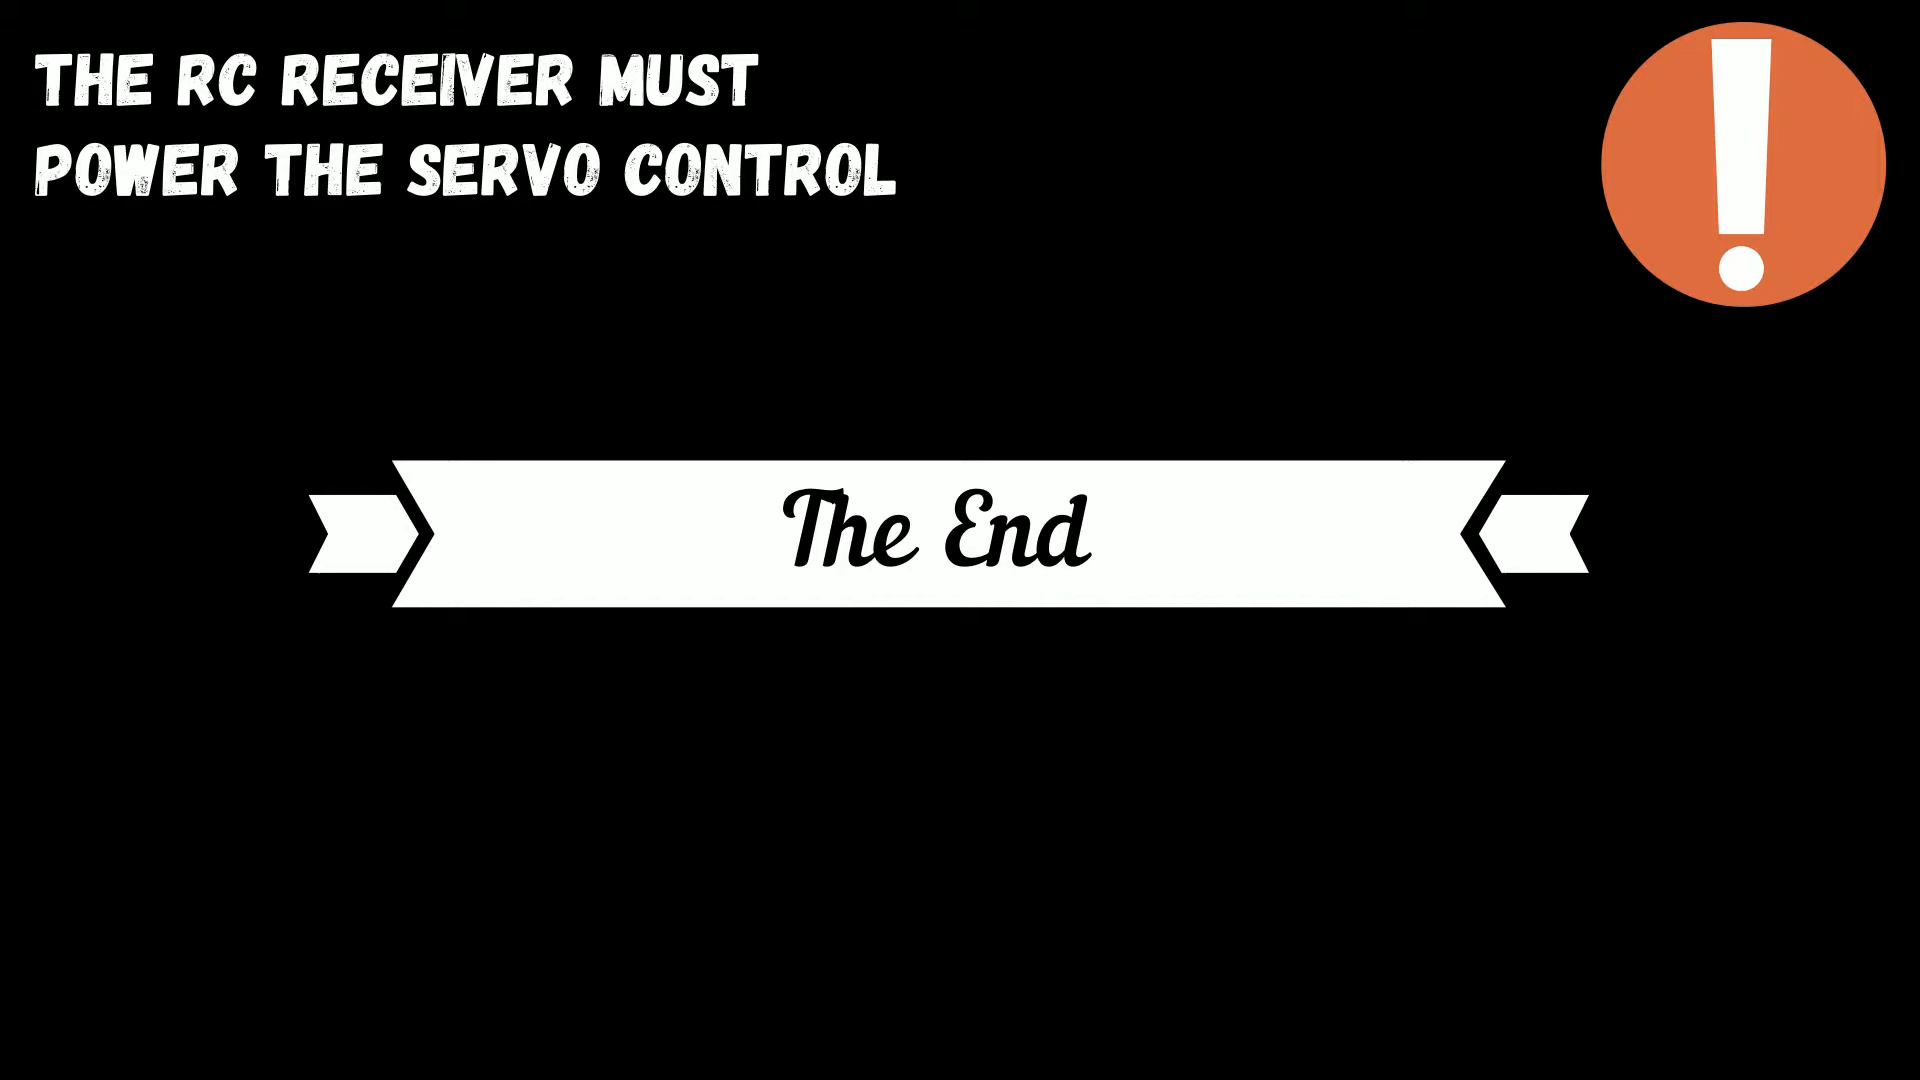 THE RC RECEIVER MUST
POWER THE SERVO CONTROL
The End